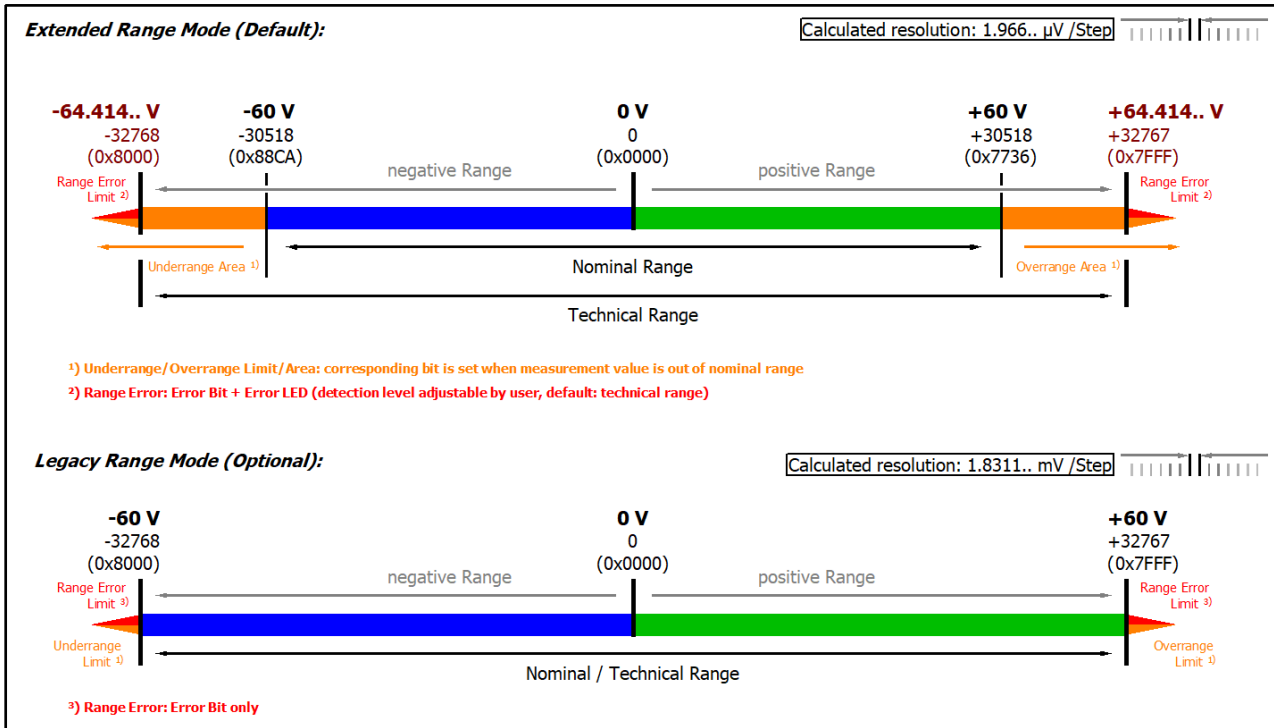 Extended Range Mode (Default):
Calculated resolution: 1.966.. µV /Step
-64.414.. V -60 V 0 V +60 V +64.414.. V
-32768 -30518 0 +30518 +32767
(0x8000) (0x88CA) (0x0000) (0x7736) (0x7FFF)
Range Error negative Range positive Range Range Error
Limit ²⁾ Limit ²⁾
Underrange Area ¹⁾ Nominal Range Overrange Area ¹⁾
Technical Range
¹⁾ Underrange/Overrange Limit/Area: corresponding bit is set when measurement value is out of nominal range
²⁾ Range Error: Error Bit + Error LED (detection level adjustable by user, default: technical range)
Legacy Range Mode (Optional):
Calculated resolution: 1.8311.. mV /Step
-60 V 0 V +60 V
-32768 0 +32767
(0x8000) (0x0000) (0x7FFF)
Range Error negative Range positive Range Range Error
Limit ³⁾ Limit ³⁾
Underrange Overrange
Limit ¹⁾ Nominal / Technical Range Limit ¹⁾
³⁾ Range Error: Error Bit only